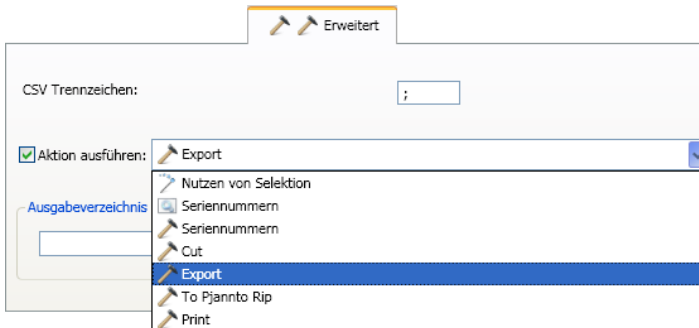 Erweitert
CSV Trennzeichen:
;
Aktion ausführen:
Export
Nutzen von Selektion
Seriennummern
Seriennummern
Ausgabeverzeichnis
Cut
Export
To Pjannto Rip
Print